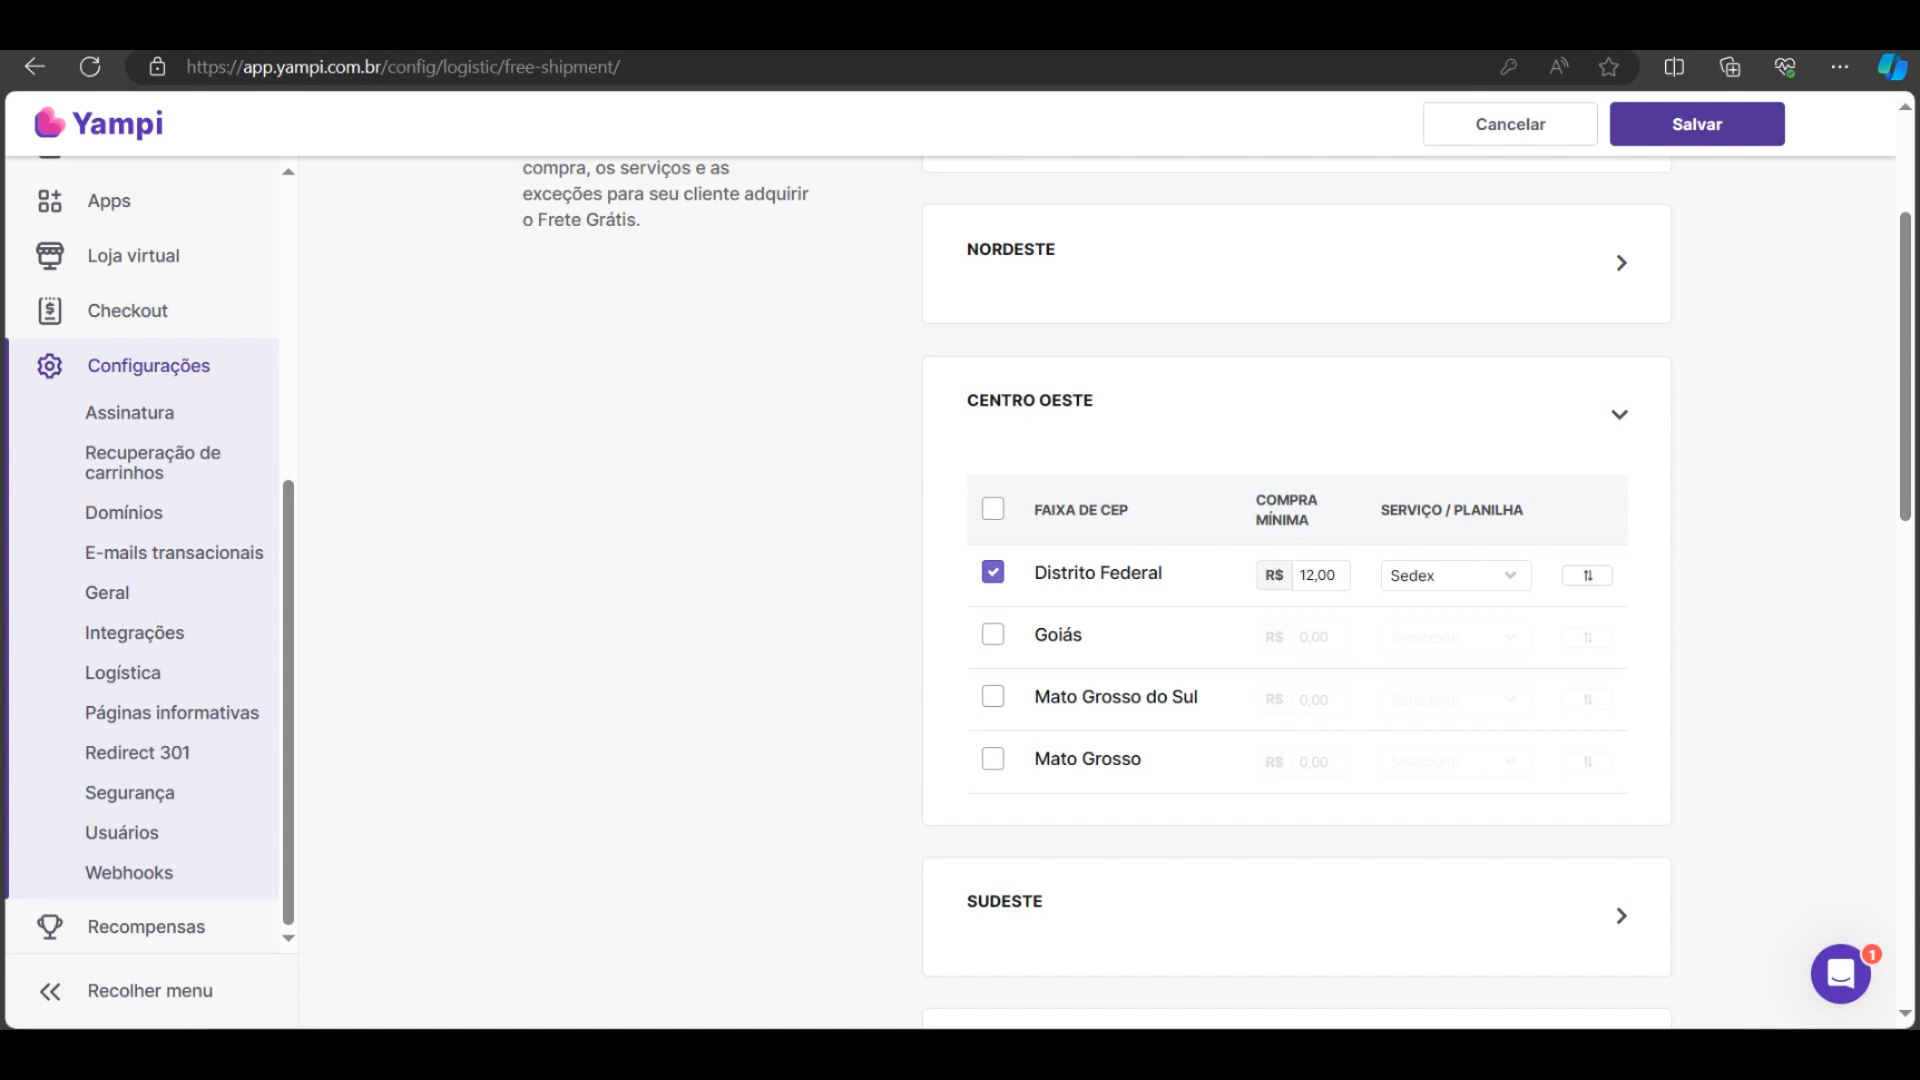 https://app.yampi.com.br/config/logistic/free-shipment/
Yampi
Cancelar
Salvar
Apps
Loja virtual
Checkout
Configurações
Assinatura
Recuperação de
carrinhos
Domínios
E-mails transacionais
Geral
Integrações
Logística
Páginas informativas
Redirect 301
Segurança
Usuários
Webhooks
Recompensas
Recolher menu
compra, os serviços e as
exceções para seu cliente adquirir
o Frete Grátis.
NORDESTE
CENTRO OESTE
FAIXA DE CEP
COMPRA
MÍNIMA
SERVIÇO / PLANILHA
Distrito Federal R$ 12,00 Sedex
Goiás R$ 0,00 Selecione
Mato Grosso do Sul R$ 0,00 Selecione
Mato Grosso R$ 0,00 Selecione
SUDESTE
1